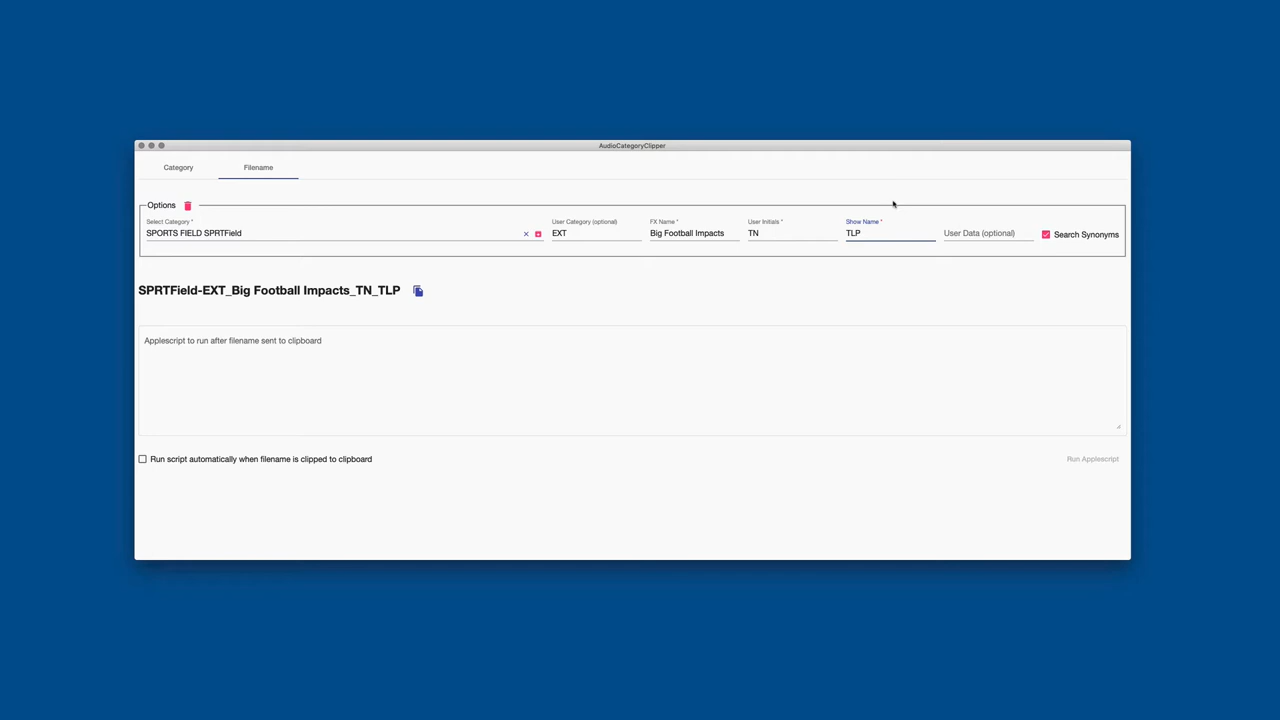 AudioCategoryClipper
Category Filename
Options
Select Category * User Category (optional) FX Name * User Initials * Show Name *
SPORTS FIELD SPRTField EXT Big Football Impacts TN TLP User Data (optional) Search Synonyms
SPRTField-EXT_Big Football Impacts_TN_TLP
Applescript to run after filename sent to clipboard
Run script automatically when filename is clipped to clipboard Run Applescript